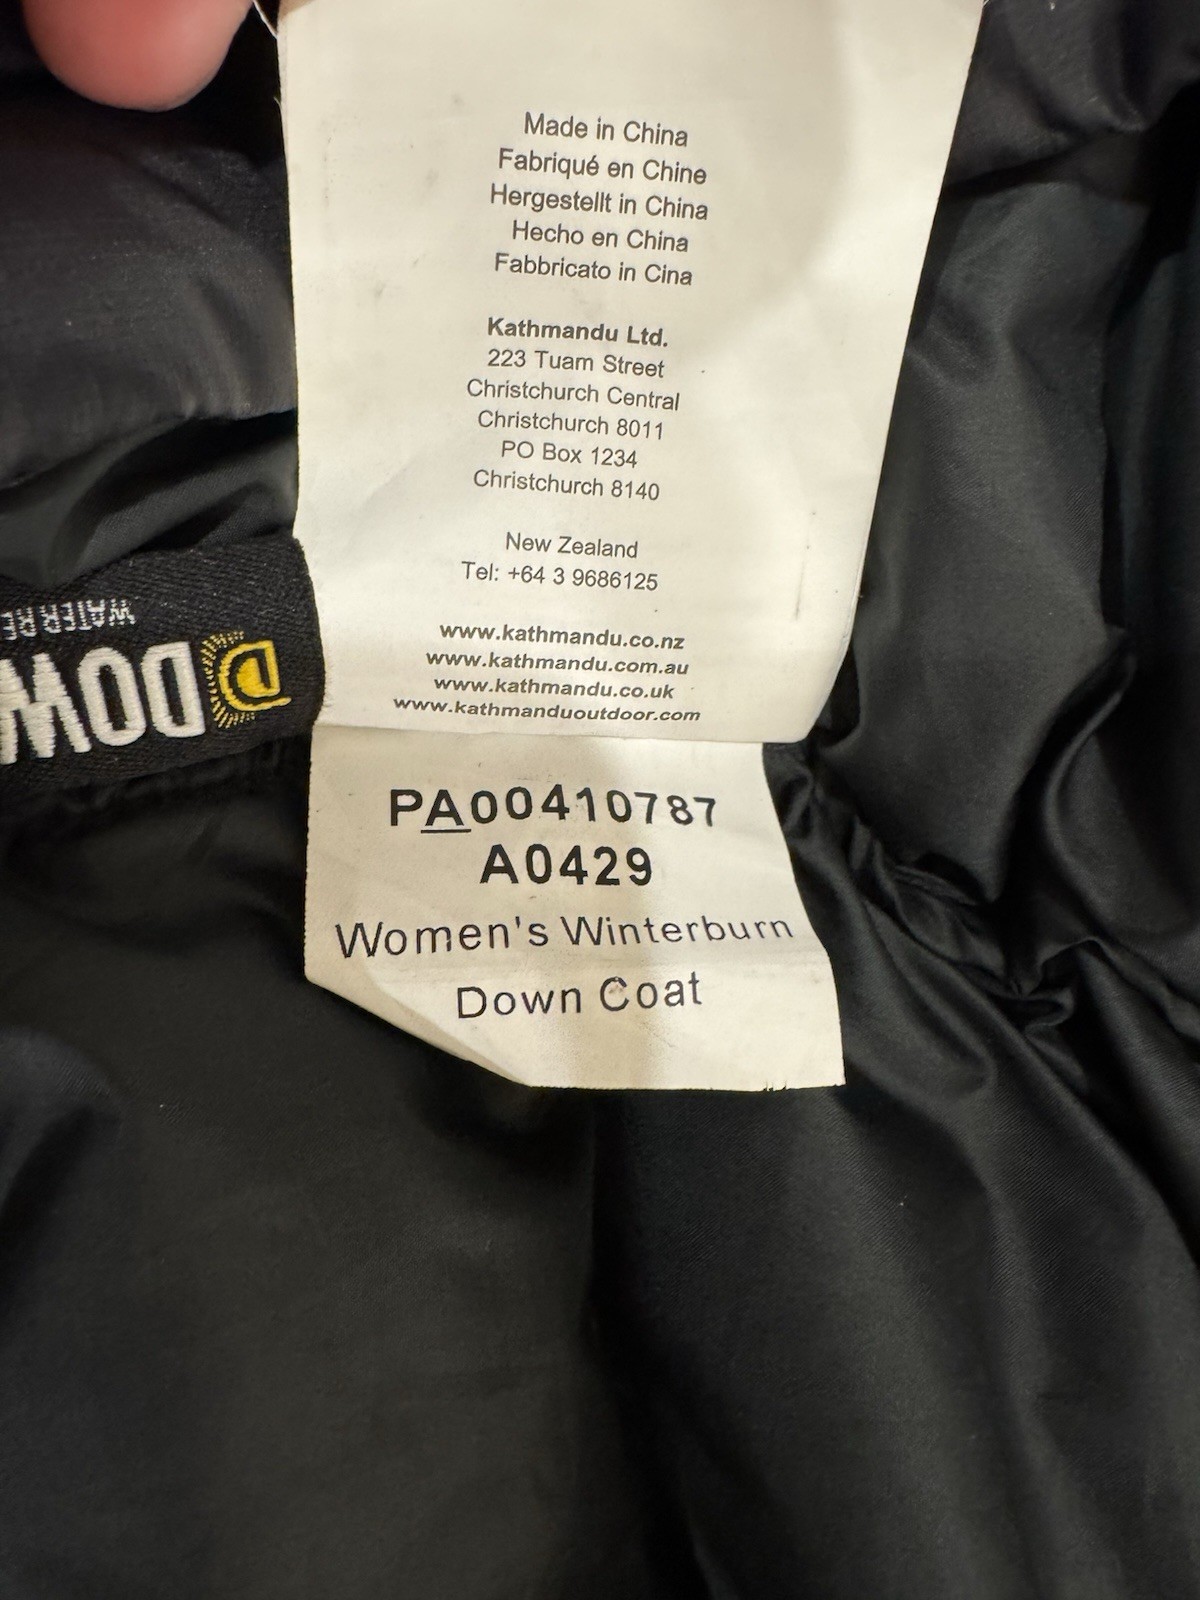 Made in China
Fabriqué en Chine
Hergestellt in China
Hecho en China
Fabbricato in Cina
Kathmandu Ltd.
223 Tuam Street
Christchurch Central
Christchurch 8011
PO Box 1234
Christchurch 8140
New Zealand
Tel: +64 3 9686125
www.kathmandu.co.nz
www.kathmandu.com.au
www.kathmandu.co.uk
www.kathmanduoutdoor.com
PA00410787
A0429
Women's Winterburn
Down Coat